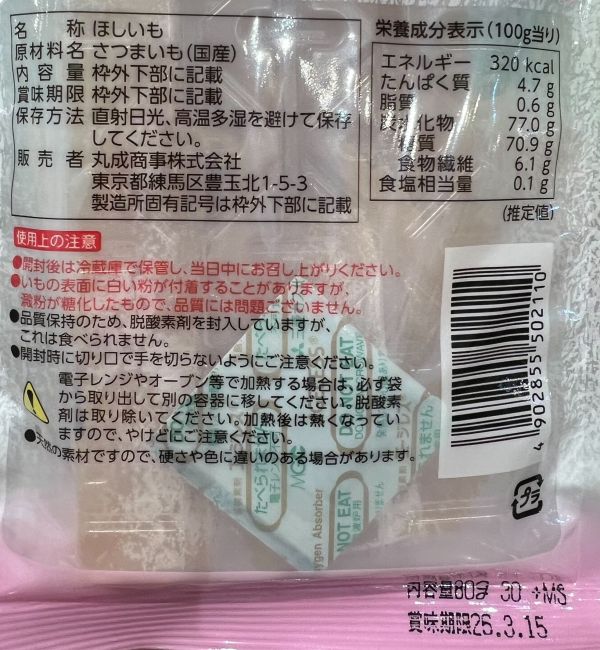 名 称 ほしいも
原材料名 さつまいも(国産)
内容量 枠外下部に記載
賞味期限 枠外下部に記載
保存方法 直射日光、高温多湿を避けて保存
してください。
販売者 丸成商事株式会社
東京都練馬区豊玉北1-5-3
製造所固有記号は枠外下部に記載
栄養成分表示(100g当り)
エネルギー 320 kcal
たんぱく質 4.7 g
脂質 0.6 g
炭水化物 77.0 g
糖質 70.9 g
食物繊維 6.1 g
食塩相当量 0.1 g
(推定値)
使用上の注意
●開封後は冷蔵庫で保管し、当日中にお召し上がりください。
●いもの表面に白い粉が付着することがありますが、
澱粉が糖化したもので、品質には問題ございません。
●品質保持のため、脱酸素剤を封入していますが、
これは食べられません。
●開封時に切り口で手を切らないようにご注意ください。
電子レンジやオーブン等で加熱する場合は、必ず袋
から取り出して別の容器に移してください。脱酸素
剤は取り除いてください。加熱後は熱くなってい
ますので、やけどにご注意ください。
●天然の素材ですので、硬さや色に違いのある場合があります。
4 902855 502110
プラ
たべられません
電子レン
MGC
Oxygen Absorber
NOT EAT
DO NOT EAT
内容量80g 30 +MS
賞味期限26.3.15